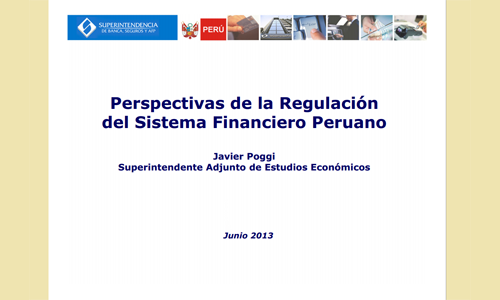 SUPERINTENDENCIA
DE BANCA, SEGUROS Y AFP
PERÚ
Perspectivas de la Regulación
del Sistema Financiero Peruano
Javier Poggi
Superintendente Adjunto de Estudios Económicos
Junio 2013